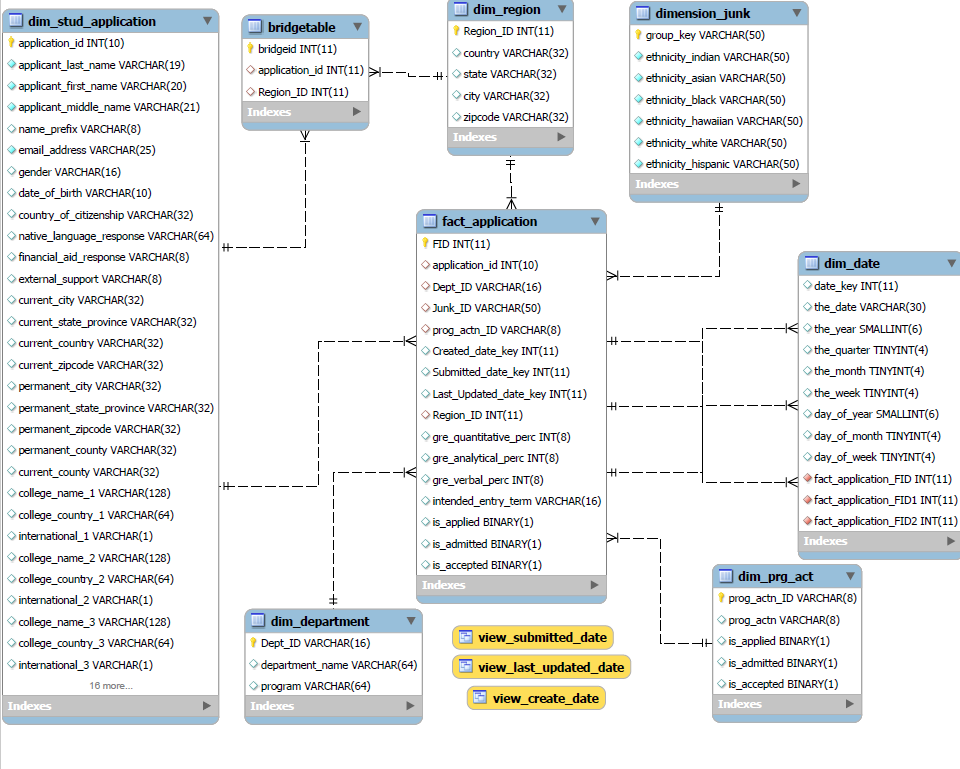 dim_stud_application
application_id INT(10)
applicant_last_name VARCHAR(19)
applicant_first_name VARCHAR(20)
applicant_middle_name VARCHAR(21)
name_prefix VARCHAR(8)
email_address VARCHAR(25)
gender VARCHAR(16)
date_of_birth VARCHAR(10)
country_of_citizenship VARCHAR(32)
native_language_response VARCHAR(64)
financial_aid_response VARCHAR(8)
external_support VARCHAR(8)
current_city VARCHAR(32)
current_state_province VARCHAR(32)
current_country VARCHAR(32)
current_zipcode VARCHAR(32)
permanent_city VARCHAR(32)
permanent_state_province VARCHAR(32)
permanent_zipcode VARCHAR(32)
permanent_county VARCHAR(32)
current_county VARCHAR(32)
college_name_1 VARCHAR(128)
college_country_1 VARCHAR(64)
international_1 VARCHAR(1)
college_name_2 VARCHAR(128)
college_country_2 VARCHAR(64)
international_2 VARCHAR(1)
college_name_3 VARCHAR(128)
college_country_3 VARCHAR(64)
international_3 VARCHAR(1)
16 more...
Indexes
bridgetable
bridgeid INT(11)
application_id INT(11)
Region_ID INT(11)
Indexes
dim_region
Region_ID INT(11)
country VARCHAR(32)
state VARCHAR(32)
city VARCHAR(32)
zipcode VARCHAR(32)
Indexes
dimension_junk
group_key VARCHAR(50)
ethnicity_indian VARCHAR(50)
ethnicity_asian VARCHAR(50)
ethnicity_black VARCHAR(50)
ethnicity_hawaiian VARCHAR(50)
ethnicity_white VARCHAR(50)
ethnicity_hispanic VARCHAR(50)
Indexes
fact_application
FID INT(11)
application_id INT(10)
Dept_ID VARCHAR(16)
Junk_ID VARCHAR(50)
prog_actn_ID VARCHAR(8)
Created_date_key INT(11)
Submitted_date_key INT(11)
Last_Updated_date_key INT(11)
Region_ID INT(11)
gre_quantitative_perc INT(8)
gre_analytical_perc INT(8)
gre_verbal_perc INT(8)
intended_entry_term VARCHAR(16)
is_applied BINARY(1)
is_admitted BINARY(1)
is_accepted BINARY(1)
Indexes
dim_date
date_key INT(11)
the_date VARCHAR(30)
the_year SMALLINT(6)
the_quarter TINYINT(4)
the_month TINYINT(4)
the_week TINYINT(4)
day_of_year SMALLINT(6)
day_of_month TINYINT(4)
day_of_week TINYINT(4)
fact_application_FID INT(11)
fact_application_FID1 INT(11)
fact_application_FID2 INT(11)
Indexes
dim_department
Dept_ID VARCHAR(16)
department_name VARCHAR(64)
program VARCHAR(64)
Indexes
view_submitted_date
view_last_updated_date
view_create_date
dim_prg_act
prog_actn_ID VARCHAR(8)
prog_actn VARCHAR(8)
is_applied BINARY(1)
is_admitted BINARY(1)
is_accepted BINARY(1)
Indexes